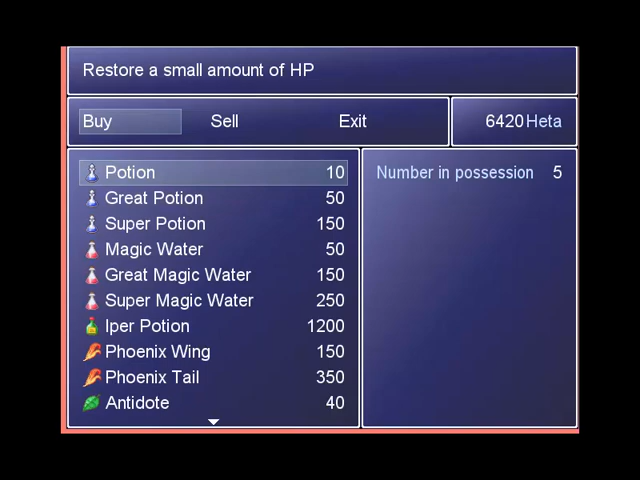 Restore a small amount of HP
Buy Sell Exit 6420 Heta
Potion 10
Great Potion 50
Super Potion 150
Magic Water 50
Great Magic Water 150
Super Magic Water 250
Iper Potion 1200
Phoenix Wing 150
Phoenix Tail 350
Antidote 40
Number in possession 5